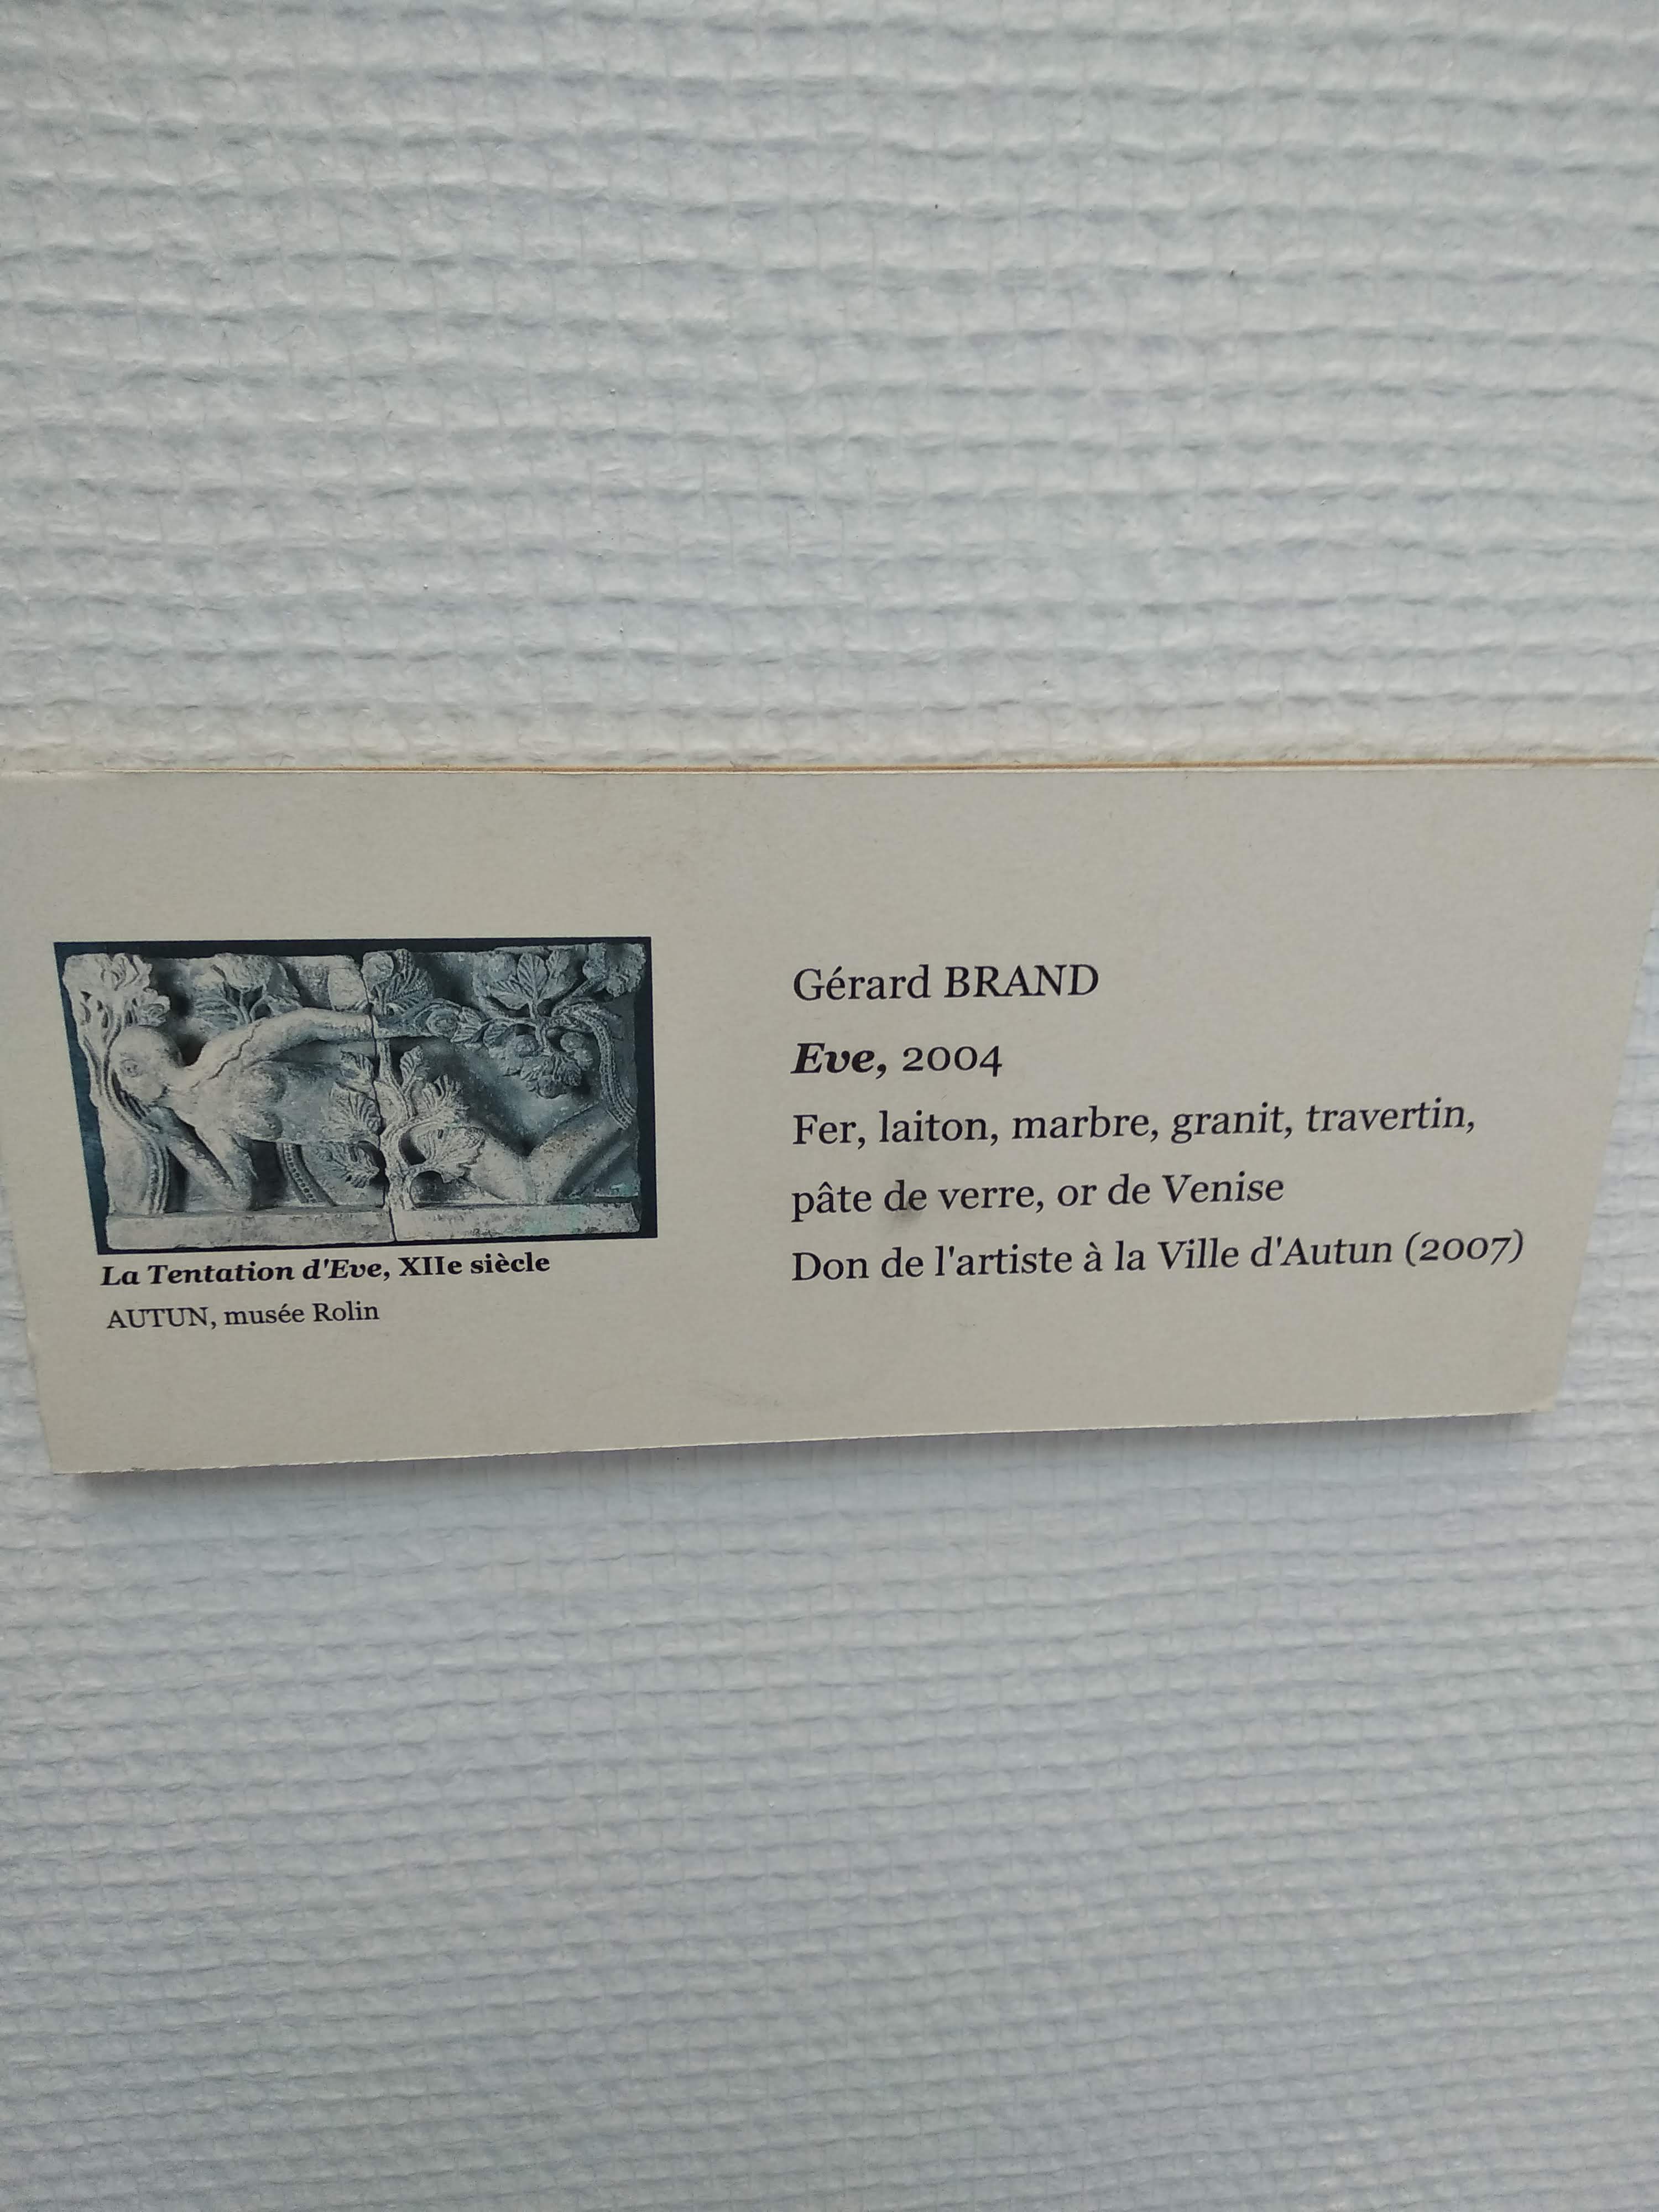 La Tentation d'Eve, XIIe siècle
AUTUN, musée Rolin
Gérard BRAND
Eve, 2004
Fer, laiton, marbre, granit, travertin,
pâte de verre, or de Venise
Don de l'artiste à la Ville d'Autun (2007)